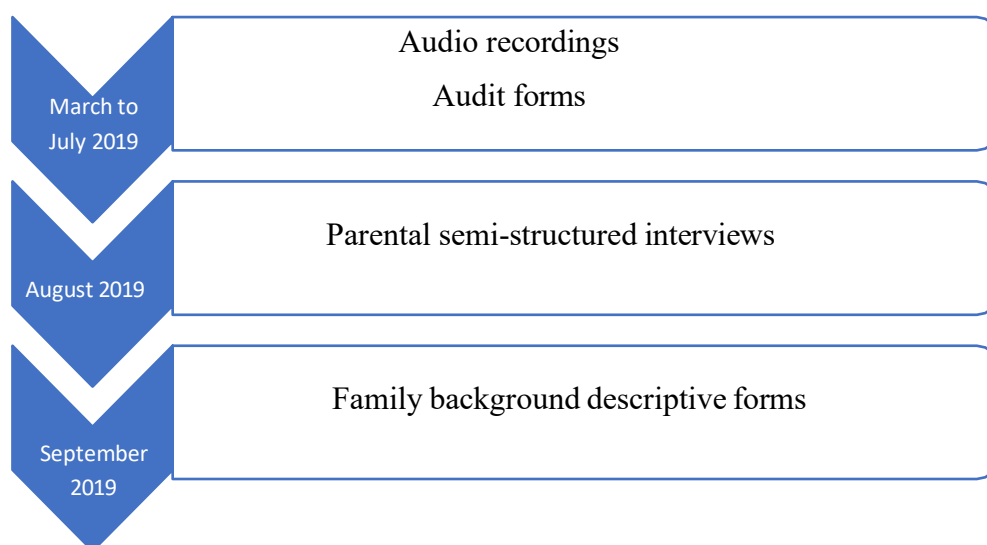 Audio recordings
Audit forms
March to
July 2019
Parental semi-structured interviews
August 2019
Family background descriptive forms
September
2019